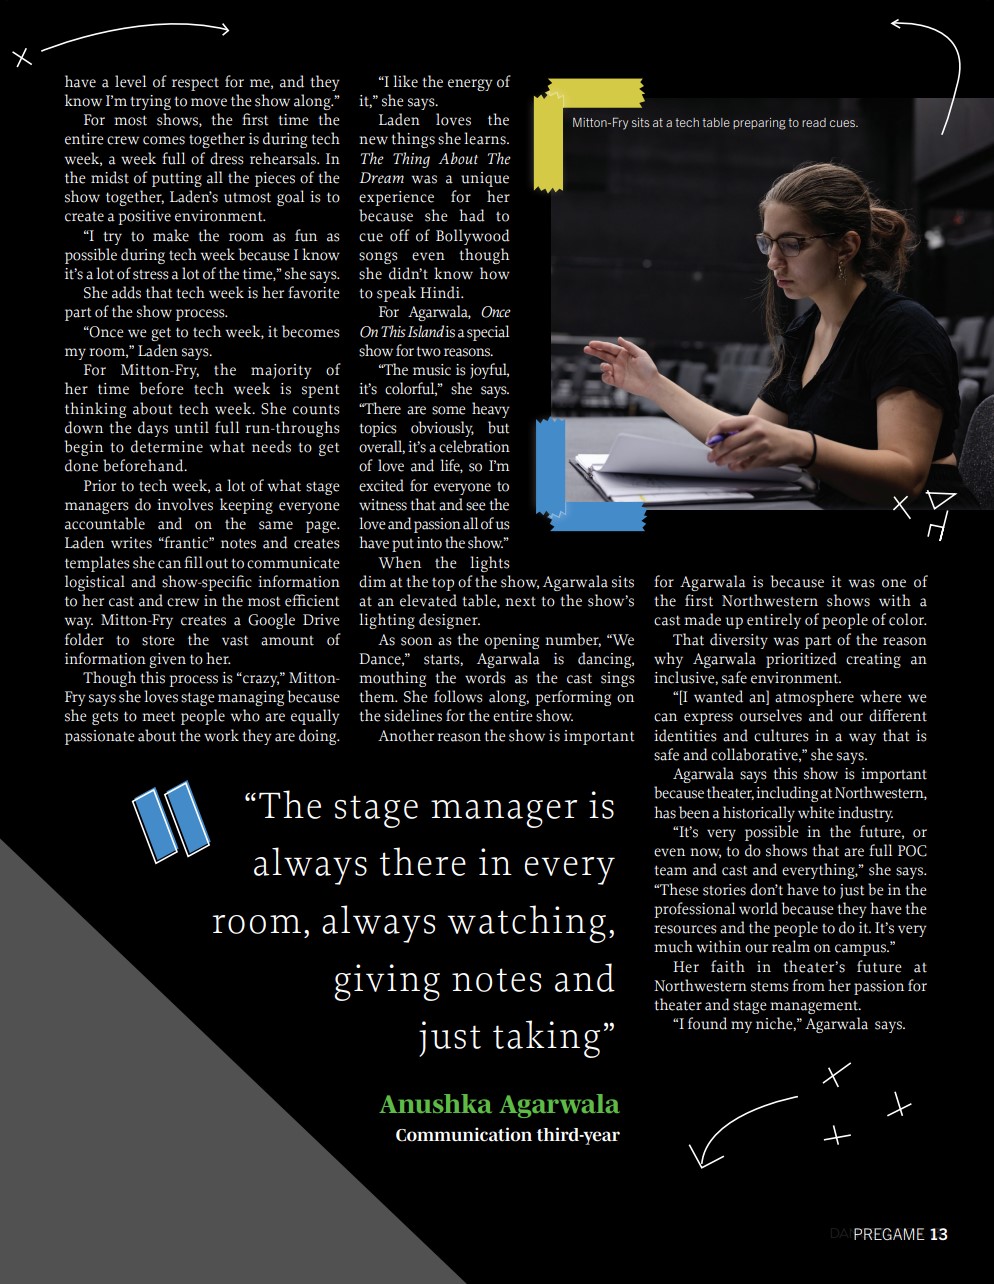 have a level of respect for me, and they
know I'm trying to move the show along.”
For most shows, the first time the
entire crew comes together is during tech
week, a week full of dress rehearsals. In
the midst of putting all the pieces of the
show together, Laden's utmost goal is to
create a positive environment.
“I try to make the room as fun as
possible during tech week because I know
it's a lot of stress a lot of the time,” she says.
She adds that tech week is her favorite
part of the show process.
“Once we get to tech week, it becomes
my room,” Laden says.
For Mitton-Fry, the majority of
her time before tech week is spent
thinking about tech week. She counts
down the days until full run-throughs
begin to determine what needs to get
done beforehand.
Prior to tech week, a lot of what stage
managers do involves keeping everyone
accountable and on the same page.
Laden writes “frantic” notes and creates
templates she can fill out to communicate
logistical and show-specific information
to her cast and crew in the most efficient
way. Mitton-Fry creates a Google Drive
folder to store the vast amount of
information given to her.
Though this process is “crazy,” Mitton-
Fry says she loves stage managing because
she gets to meet people who are equally
passionate about the work they are doing.
“I like the energy of
it,” she says.
Laden loves the
new things she learns.
The Thing About The
Dream was a unique
experience for her
because she had to
cue off of Bollywood
songs even though
she didn't know how
to speak Hindi.
For Agarwala, Once
On This Island is a special
show for two reasons.
“The music is joyful,
it's colorful,” she says.
“There are some heavy
topics obviously, but
overall, it's a celebration
of love and life, so I'm
excited for everyone to
witness that and see the
love and passion all of us
have put into the show.”
When the lights
dim at the top of the show, Agarwala sits
at an elevated table, next to the show's
lighting designer.
As soon as the opening number, “We
Dance,” starts, Agarwala is dancing,
mouthing the words as the cast sings
them. She follows along, performing on
the sidelines for the entire show.
Another reason the show is important
Mitton-Fry sits at a tech table preparing to read cues.
for Agarwala is because it was one of
the first Northwestern shows with a
cast made up entirely of people of color.
That diversity was part of the reason
why Agarwala prioritized creating an
inclusive, safe environment.
“[I wanted an] atmosphere where we
can express ourselves and our different
identities and cultures in a way that is
safe and collaborative,” she says.
Agarwala says this show is important
because theater, including at Northwestern,
has been a historically white industry.
“It's very possible in the future, or
even now, to do shows that are full POC
team and cast and everything,” she says.
“These stories don't have to just be in the
professional world because they have the
resources and the people to do it. It's very
much within our realm on campus.”
Her faith in theater's future at
Northwestern stems from her passion for
theater and stage management.
“I found my niche,” Agarwala says.
“The stage manager is
always there in every
room, always watching,
giving notes and
just taking”
Anushka Agarwala
Communication third-year
PREGAME 13